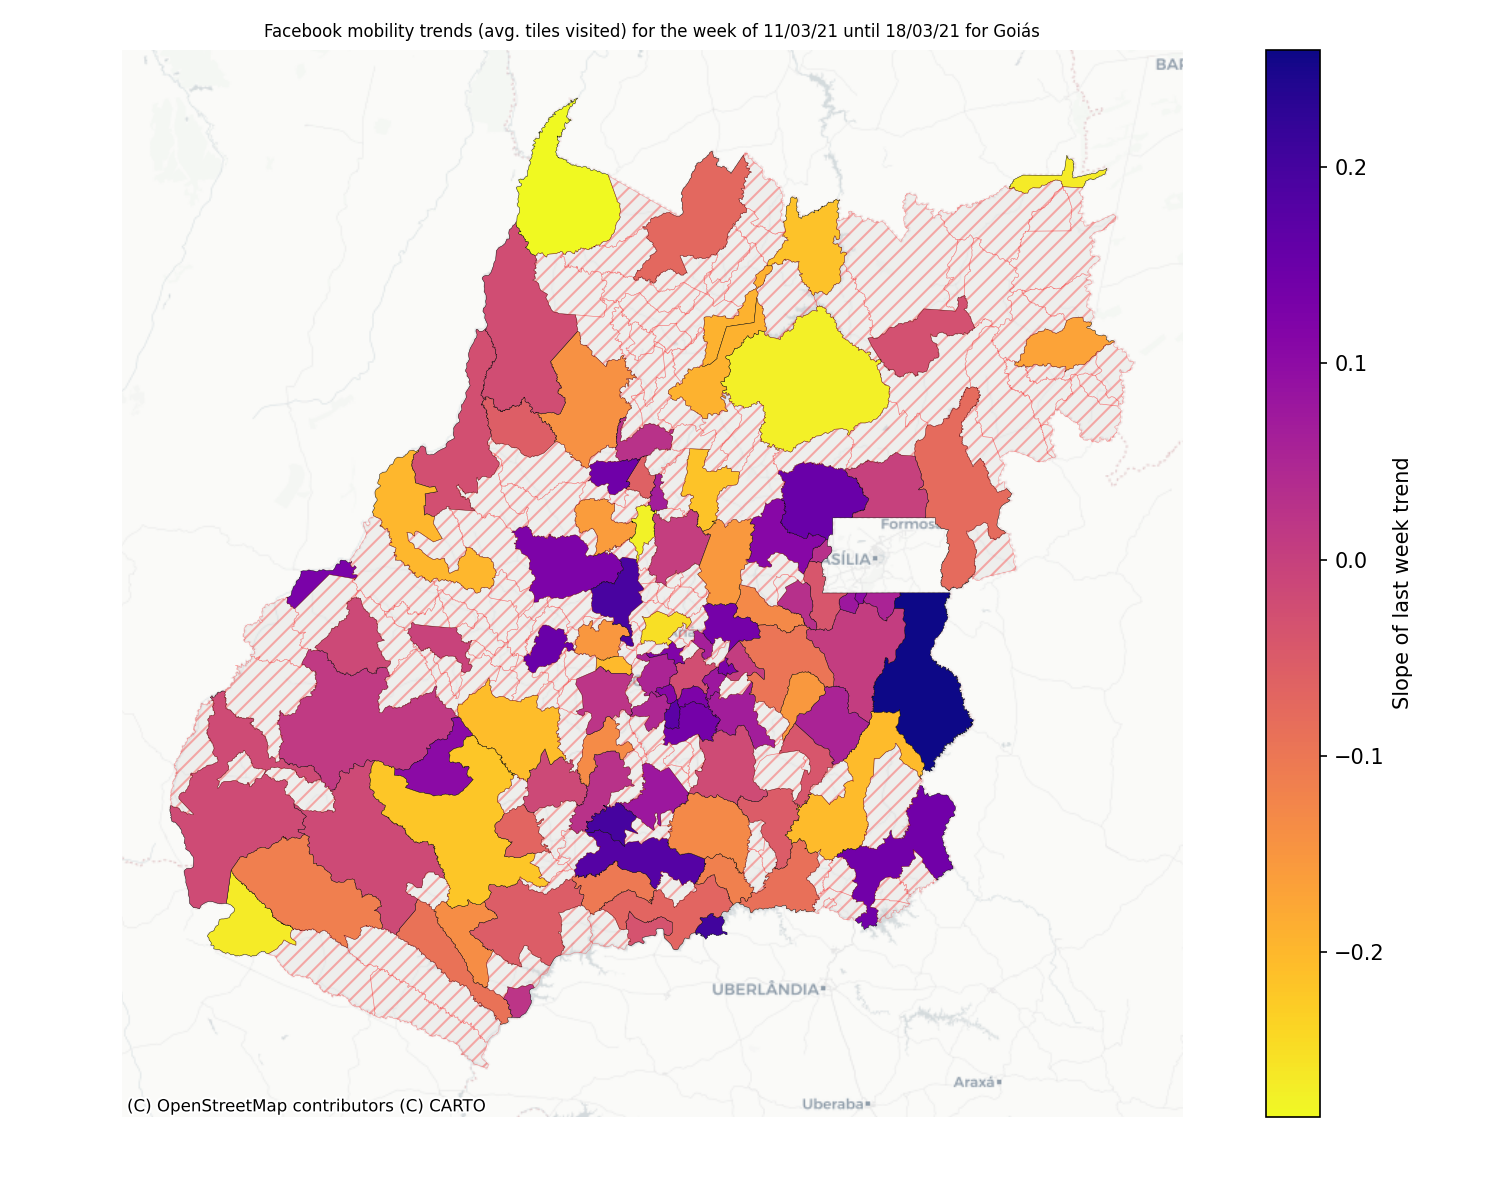 Facebook mobility trends (avg. tiles visited) for the week of 11/03/21 until 18/03/21 for Goiás
BAR
0.2
0.1
Formos
ASÍLIA
0.0
Slope of last week trend
−0.1
−0.2
UBERLÂNDIA
Araxá
Uberaba
(C) OpenStreetMap contributors (C) CARTO